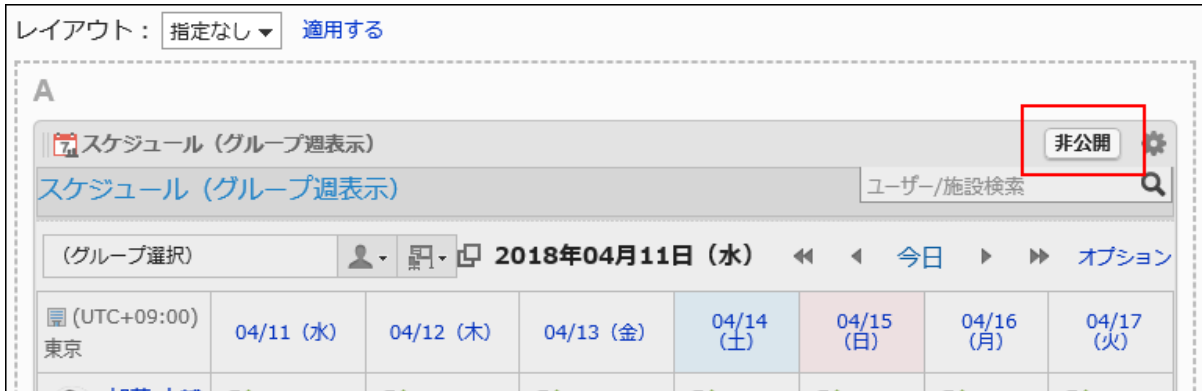 レイアウト： 指定なし 適用する
A
スケジュール（グループ週表示） 非公開
スケジュール（グループ週表示） ユーザー/施設検索
（グループ選択） 2018年04月11日（水） 今日 オプション
(UTC+09:00)
東京
04/11（水） 04/12（木） 04/13（金）
04/14
（土）
04/15
（日）
04/16
（月）
04/17
（火）